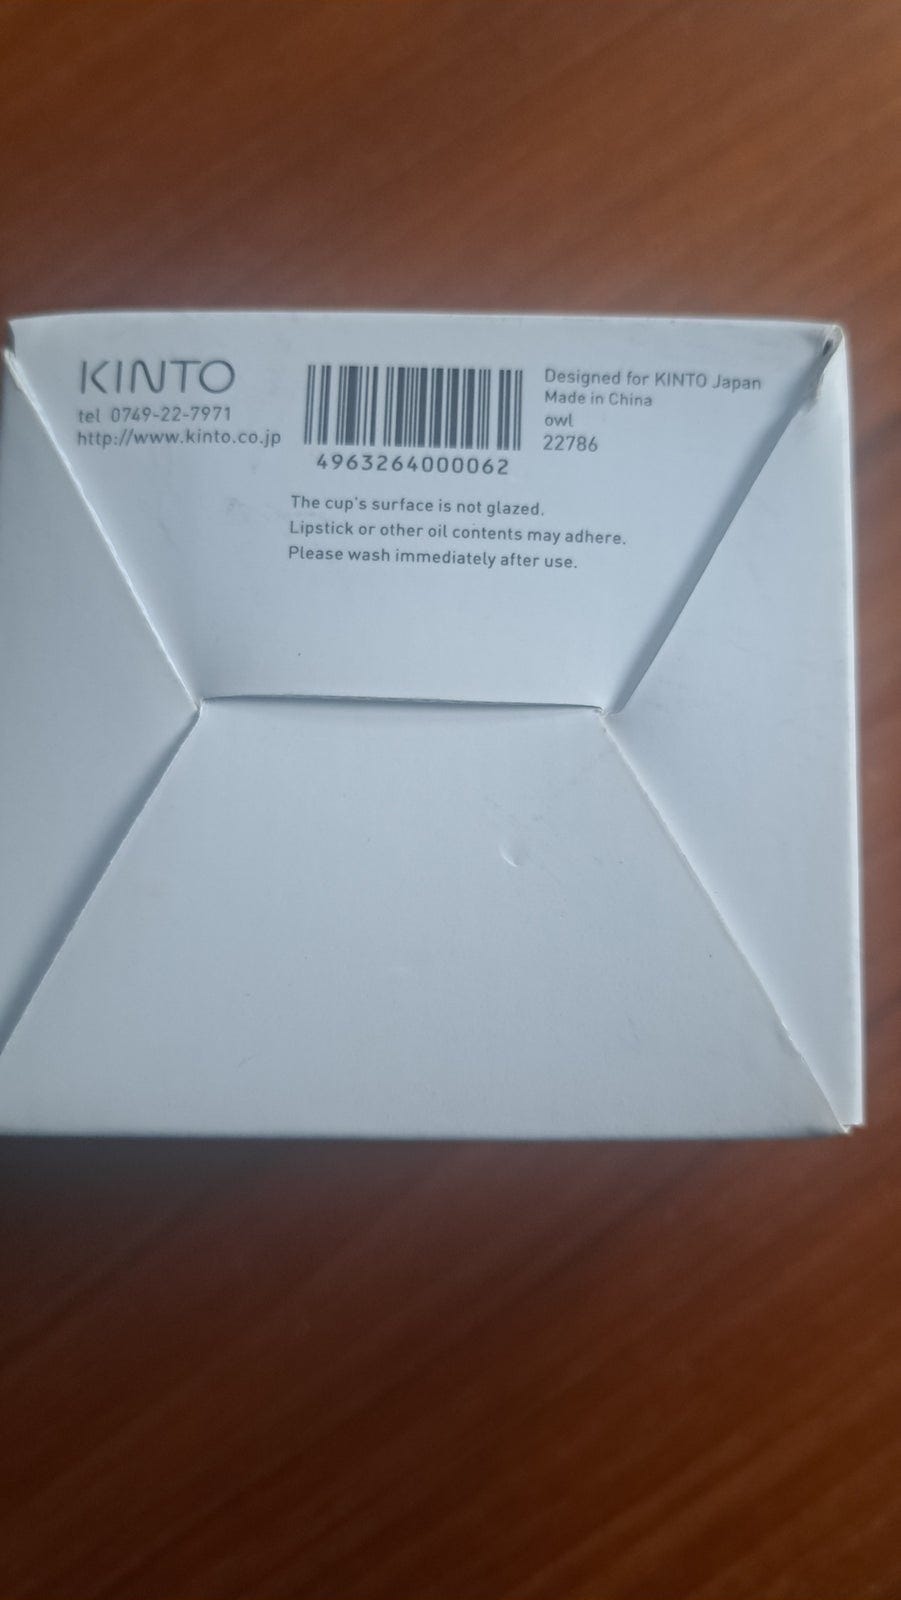 KINTO
tel 0749-22-7971
http://www.kinto.co.jp
4963264000062
Designed for KINTO Japan
Made in China
owl
22786
The cup's surface is not glazed.
Lipstick or other oil contents may adhere.
Please wash immediately after use.